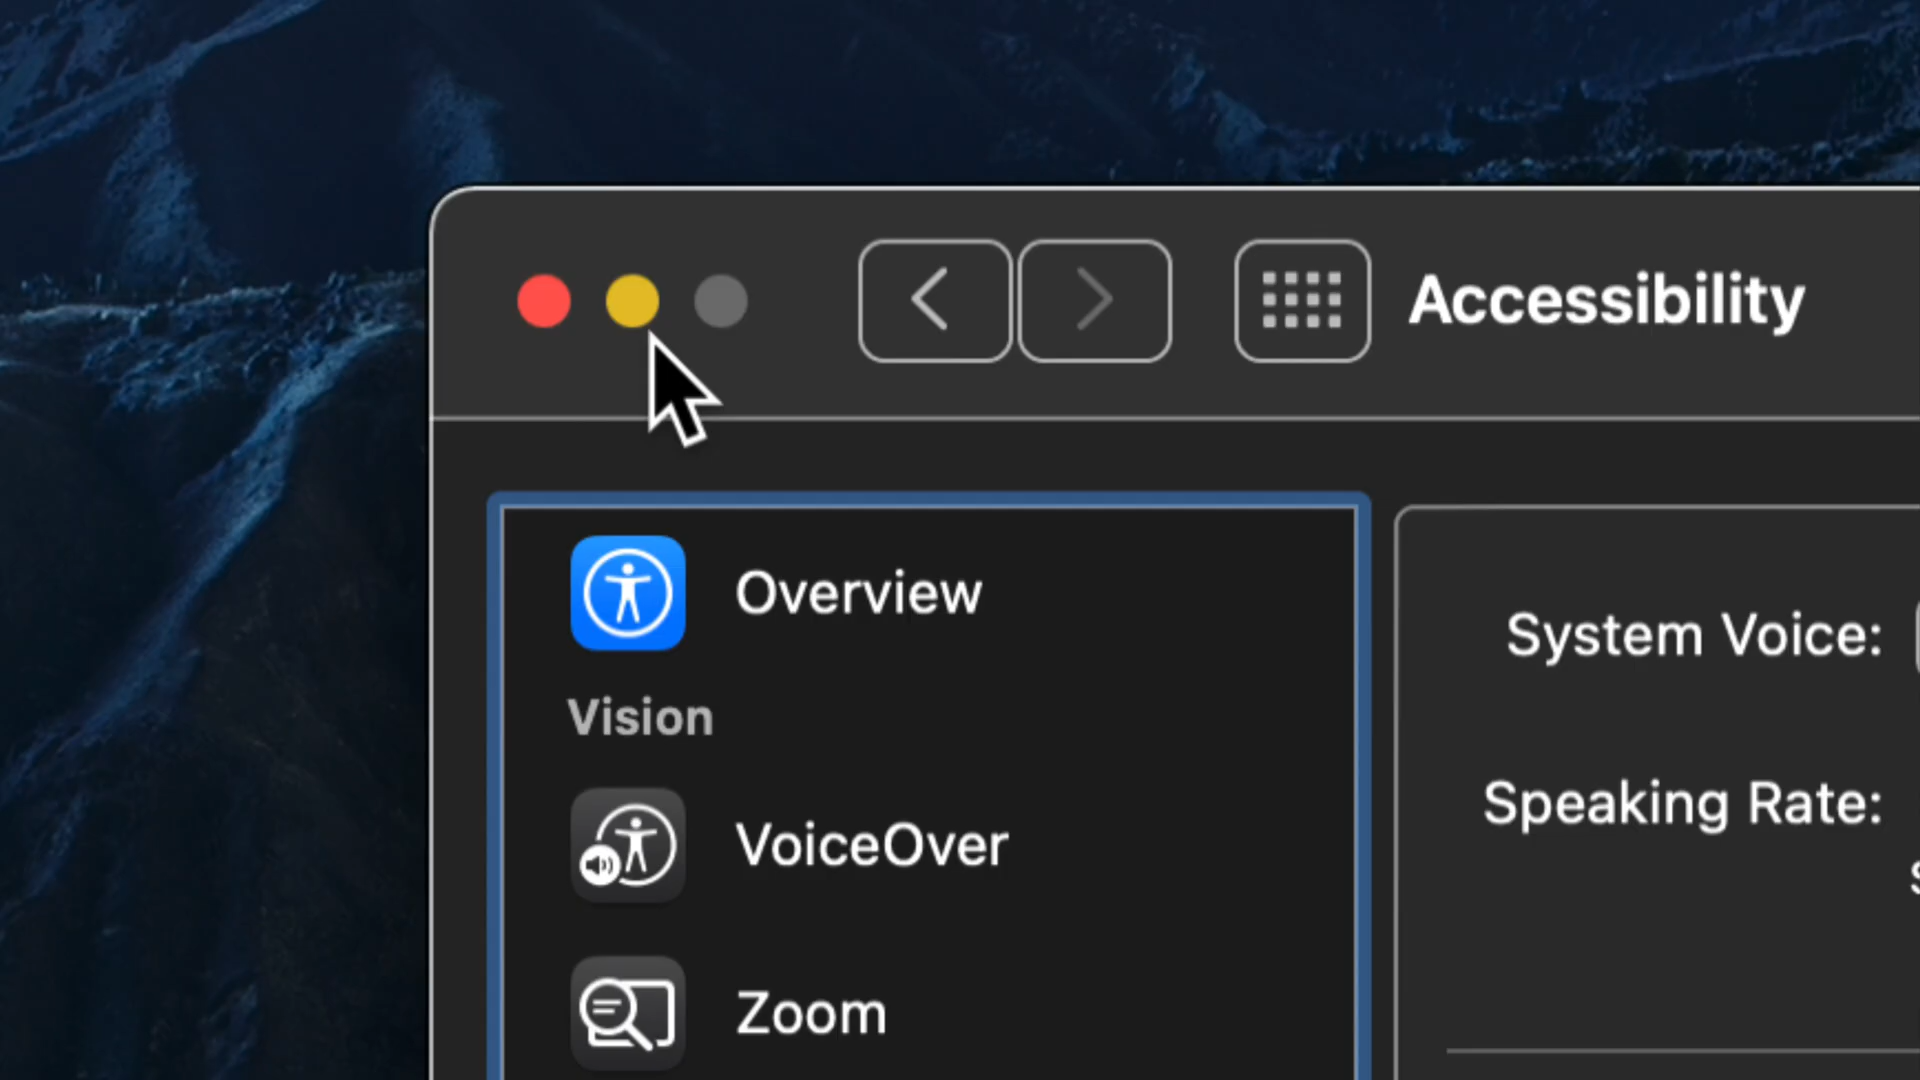 Accessibility
Overview
Vision
VoiceOver
Zoom
System Voice:
Speaking Rate: